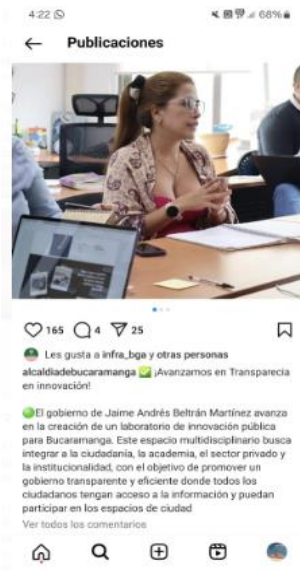 4:22
68%
Publicaciones
165 4 25
Les gusta a infra_bga y otras personas
alcaldiadebucaramanga ✅ ¡Avanzamos en Transparecia
en innovación!
🟢El gobierno de Jaime Andrés Beltrán Martínez avanza
en la creación de un laboratorio de innovación pública
para Bucaramanga. Este espacio multidisciplinario busca
integrar a la ciudadanía, la academia, el sector privado y
la institucionalidad, con el objetivo de promover un
gobierno transparente y eficiente donde todos los
ciudadanos tengan acceso a la información y puedan
participar en los espacios de ciudad
Ver todos los comentarios